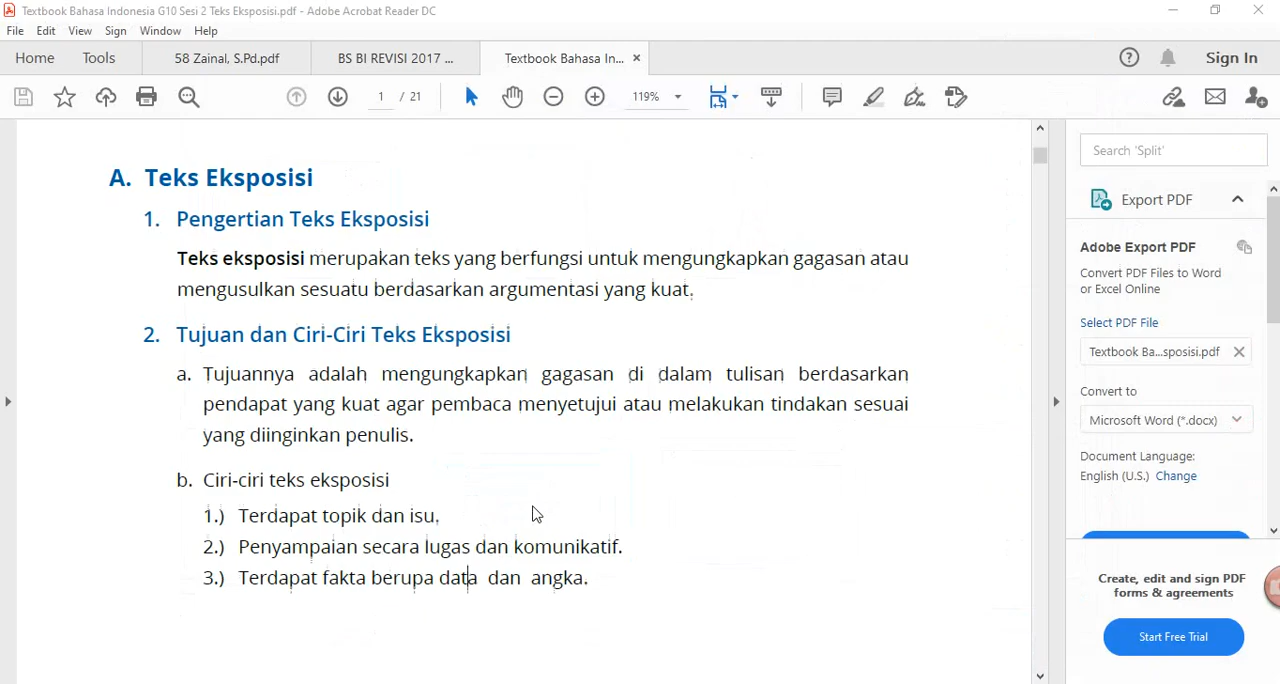 Textbook Bahasa Indonesia G10 Sesi 2 Teks Eksposisi.pdf - Adobe Acrobat Reader DC
File Edit View Sign Window Help
Home Tools 58 Zainal, S.Pd.pdf BS BI REVISI 2017 ... Textbook Bahasa In... × Sign In
1 / 21 119%
A. Teks Eksposisi
1. Pengertian Teks Eksposisi
Teks eksposisi merupakan teks yang berfungsi untuk mengungkapkan gagasan atau
mengusulkan sesuatu berdasarkan argumentasi yang kuat.
2. Tujuan dan Ciri-Ciri Teks Eksposisi
a. Tujuannya adalah mengungkapkan gagasan di dalam tulisan berdasarkan
pendapat yang kuat agar pembaca menyetujui atau melakukan tindakan sesuai
yang diinginkan penulis.
b. Ciri-ciri teks eksposisi
1.) Terdapat topik dan isu.
2.) Penyampaian secara lugas dan komunikatif.
3.) Terdapat fakta berupa data dan angka.
Search 'Split'
Export PDF
Adobe Export PDF
Convert PDF Files to Word
or Excel Online
Select PDF File
Textbook Ba...sposisi.pdf
Convert to
Microsoft Word (*.docx)
Document Language:
English (U.S.) Change
Create, edit and sign PDF
forms & agreements
Start Free Trial